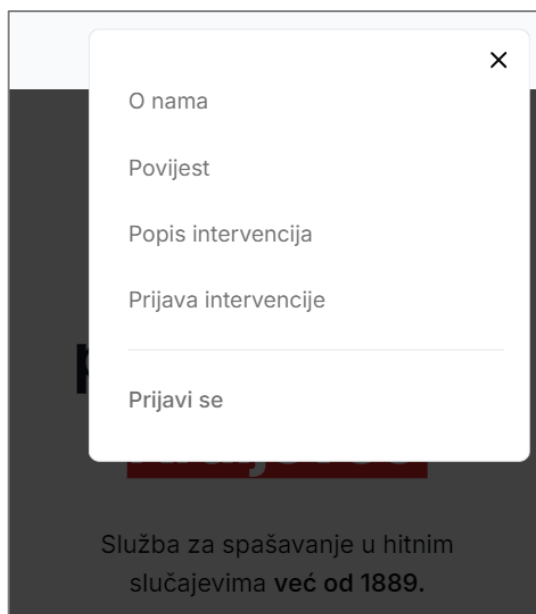 O nama
Povijest
Popis intervencija
Prijava intervencije
Prijavi se
Služba za spašavanje u hitnim
slučajevima već od 1889.